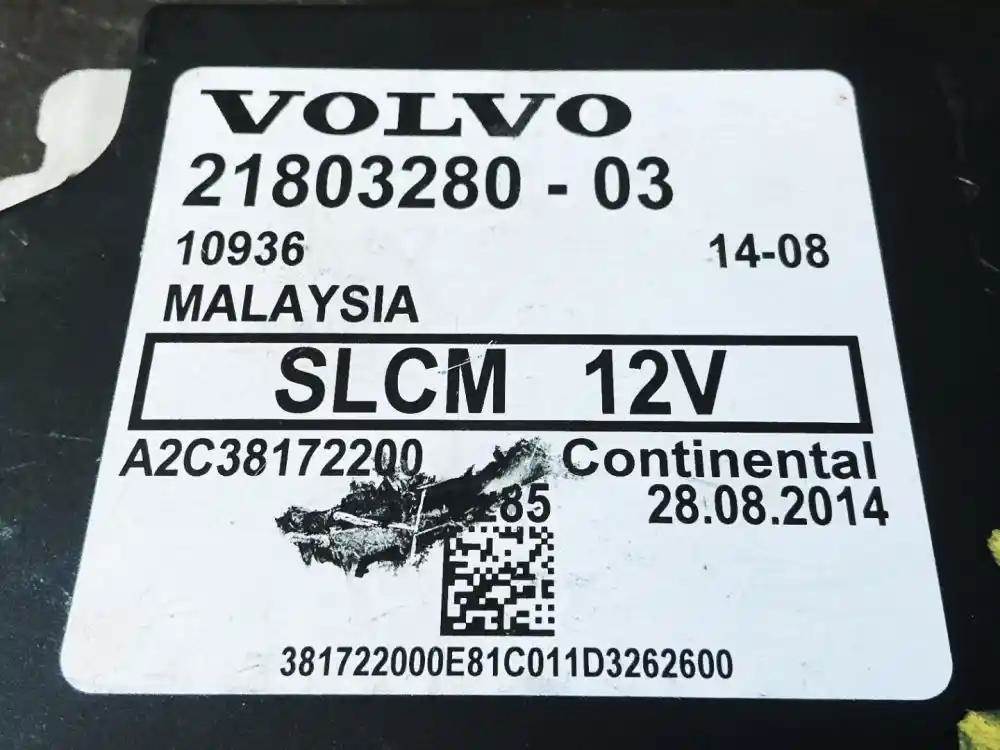 VOLVO
21803280 - 03
10936 14-08
MALAYSIA
SLCM 12V
A2C38172200 Continental
28.08.2014
381722000E81C011D3262600